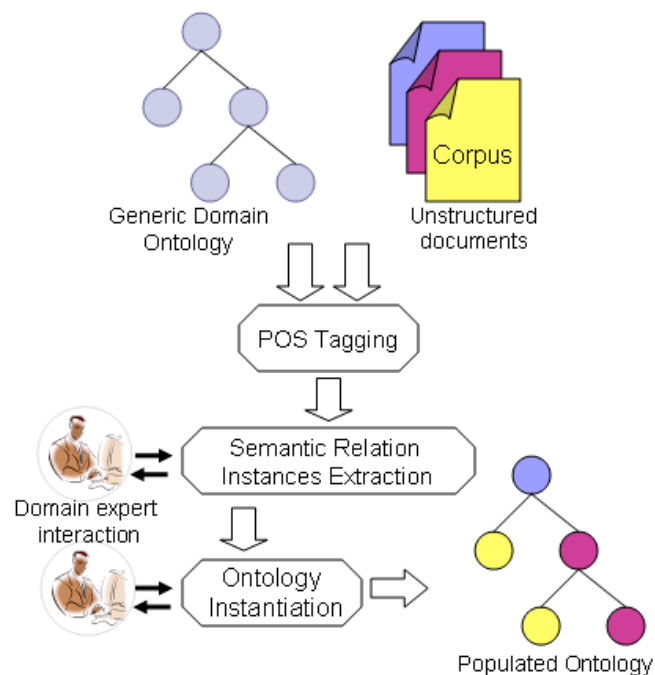 Corpus
Generic Domain
Ontology
Unstructured
documents
POS Tagging
Semantic Relation
Instances Extraction
Domain expert
interaction
Ontology
Instantiation
Populated Ontology